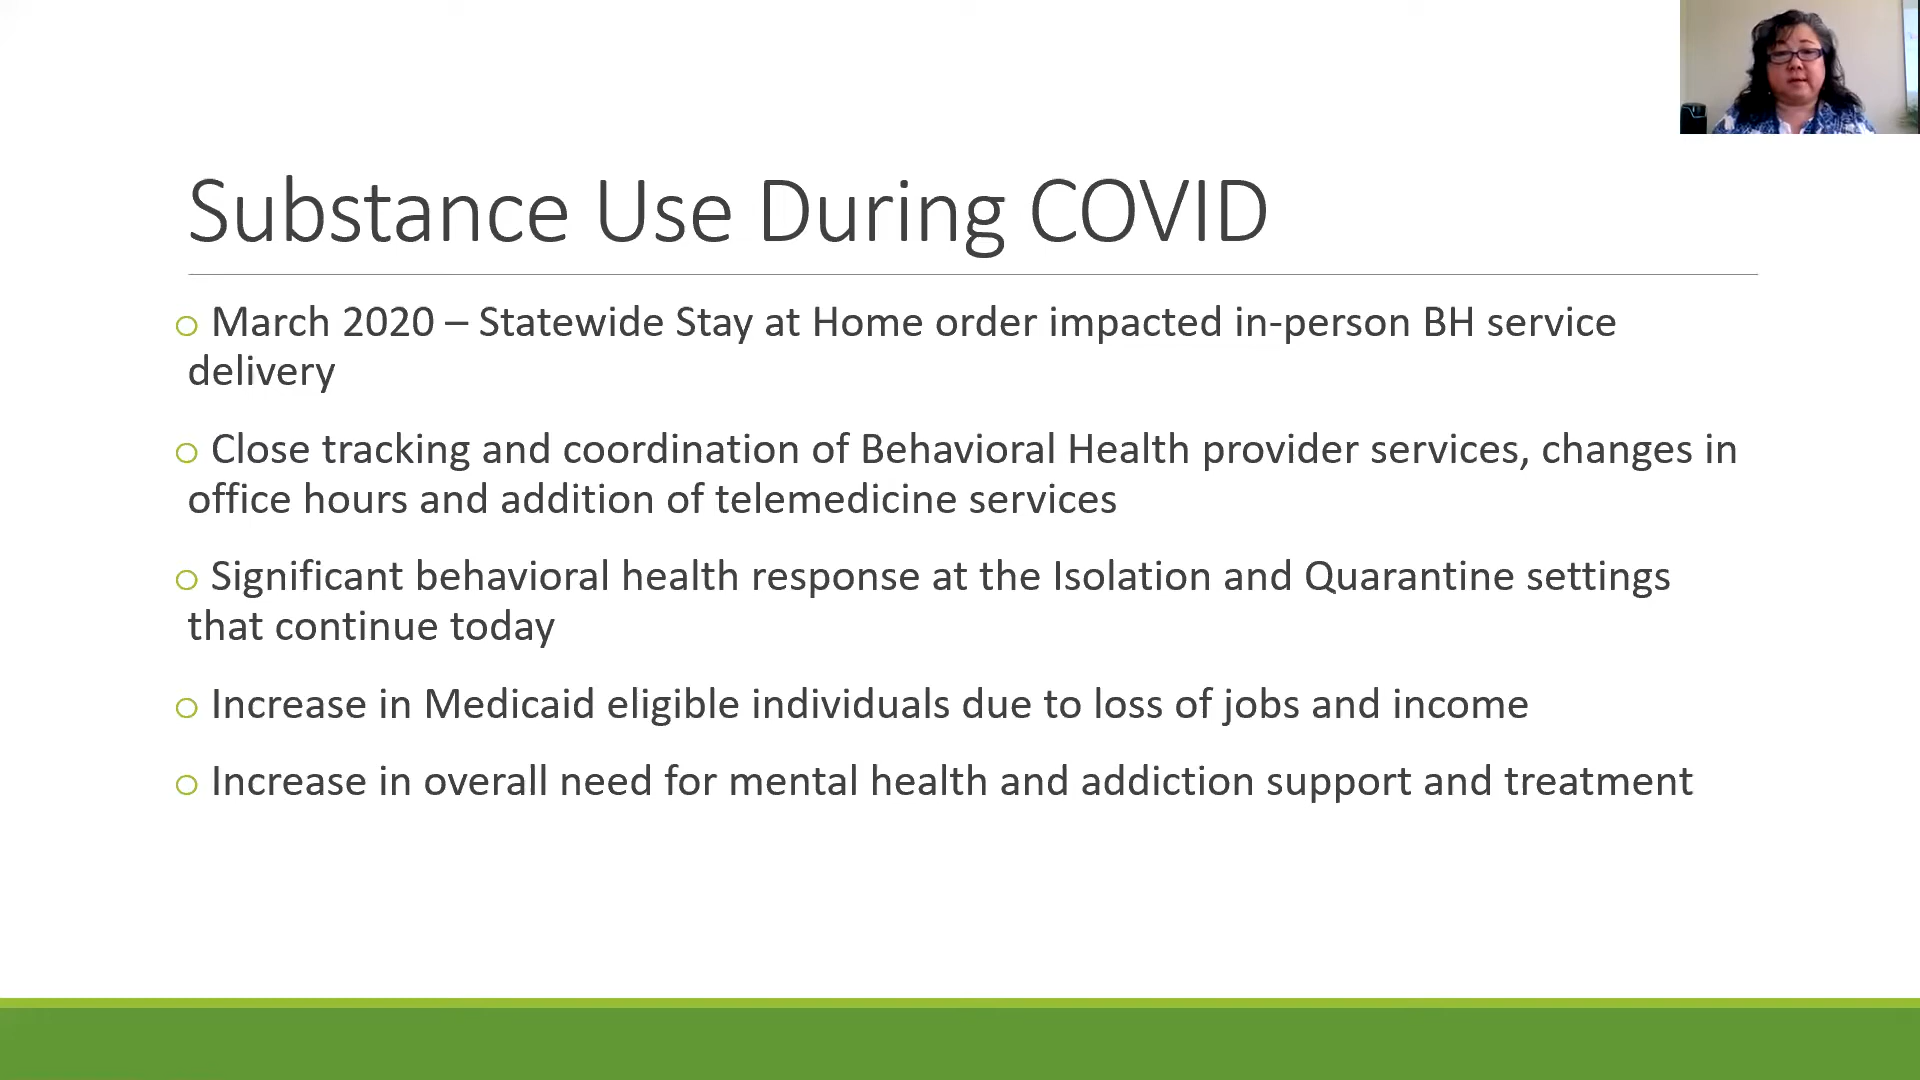 Substance Use During COVID
o March 2020 – Statewide Stay at Home order impacted in-person BH service
delivery
o Close tracking and coordination of Behavioral Health provider services, changes in
office hours and addition of telemedicine services
o Significant behavioral health response at the Isolation and Quarantine settings
that continue today
o Increase in Medicaid eligible individuals due to loss of jobs and income
o Increase in overall need for mental health and addiction support and treatment